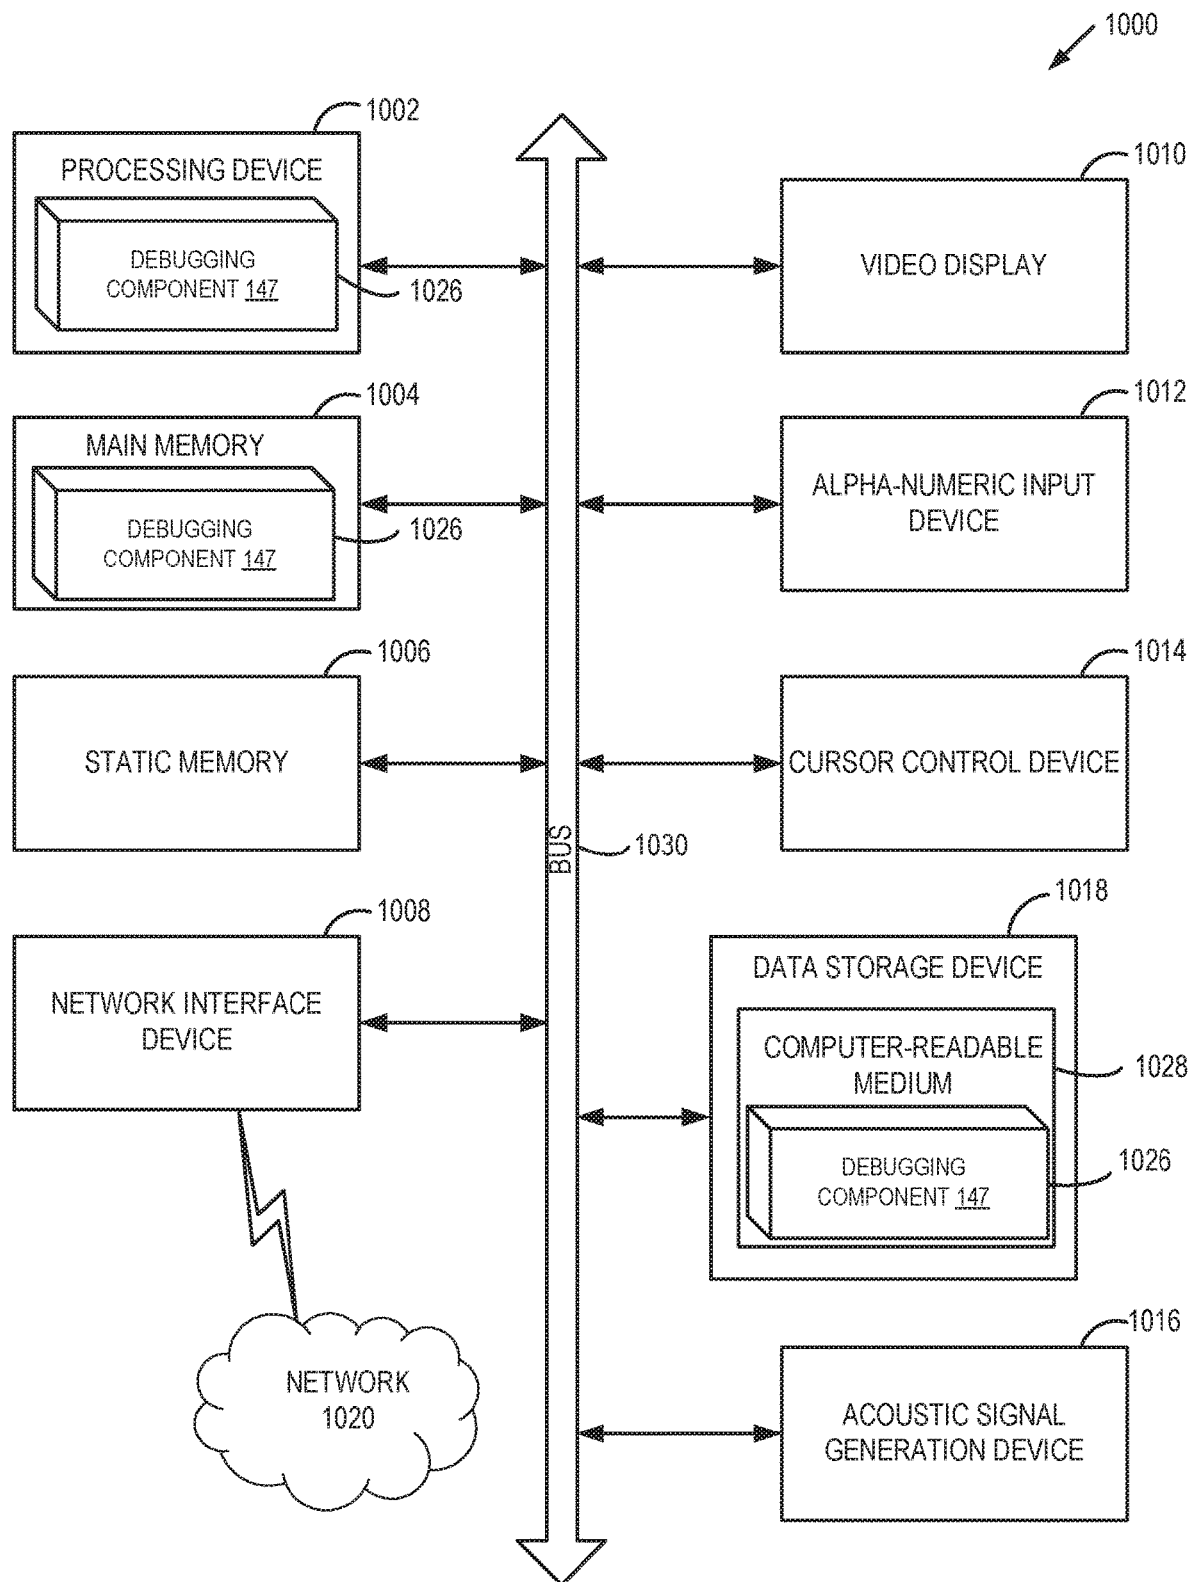 1000
1002
PROCESSING DEVICE
DEBUGGING
COMPONENT 147
1026
1004
MAIN MEMORY
DEBUGGING
COMPONENT 147
1026
1006
STATIC MEMORY
1008
NETWORK INTERFACE
DEVICE
NETWORK
1020
BUS
1030
1010
VIDEO DISPLAY
1012
ALPHA-NUMERIC INPUT
DEVICE
1014
CURSOR CONTROL DEVICE
1018
DATA STORAGE DEVICE
COMPUTER-READABLE
MEDIUM
1028
DEBUGGING
COMPONENT 147
1026
1016
ACOUSTIC SIGNAL
GENERATION DEVICE